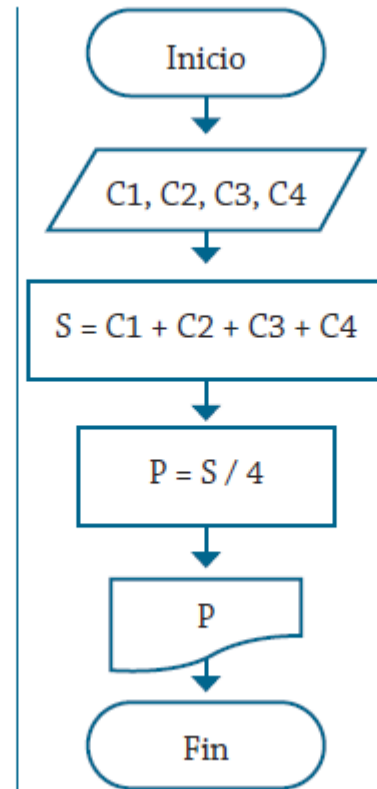 Inicio
C1, C2, C3, C4
S = C1 + C2 + C3 + C4
P = S / 4
P
Fin